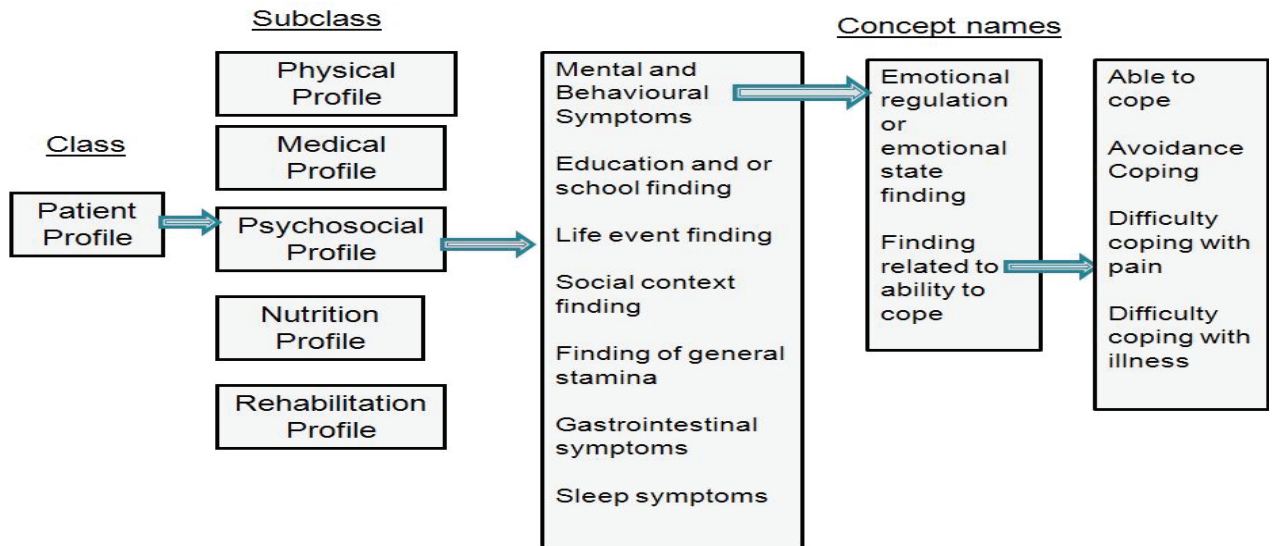 Class
Patient
Profile
Subclass
Physical
Profile
Medical
Profile
Psychosocial
Profile
Nutrition
Profile
Rehabilitation
Profile
Mental and
Behavioural
Symptoms
Education and or
school finding
Life event finding
Social context
finding
Finding of general
stamina
Gastrointestinal
symptoms
Sleep symptoms
Concept names
Emotional
regulation
or
emotional
state
finding
Finding
related to
ability to
cope
Able to
cope
Avoidance
Coping
Difficulty
coping with
pain
Difficulty
coping with
illness